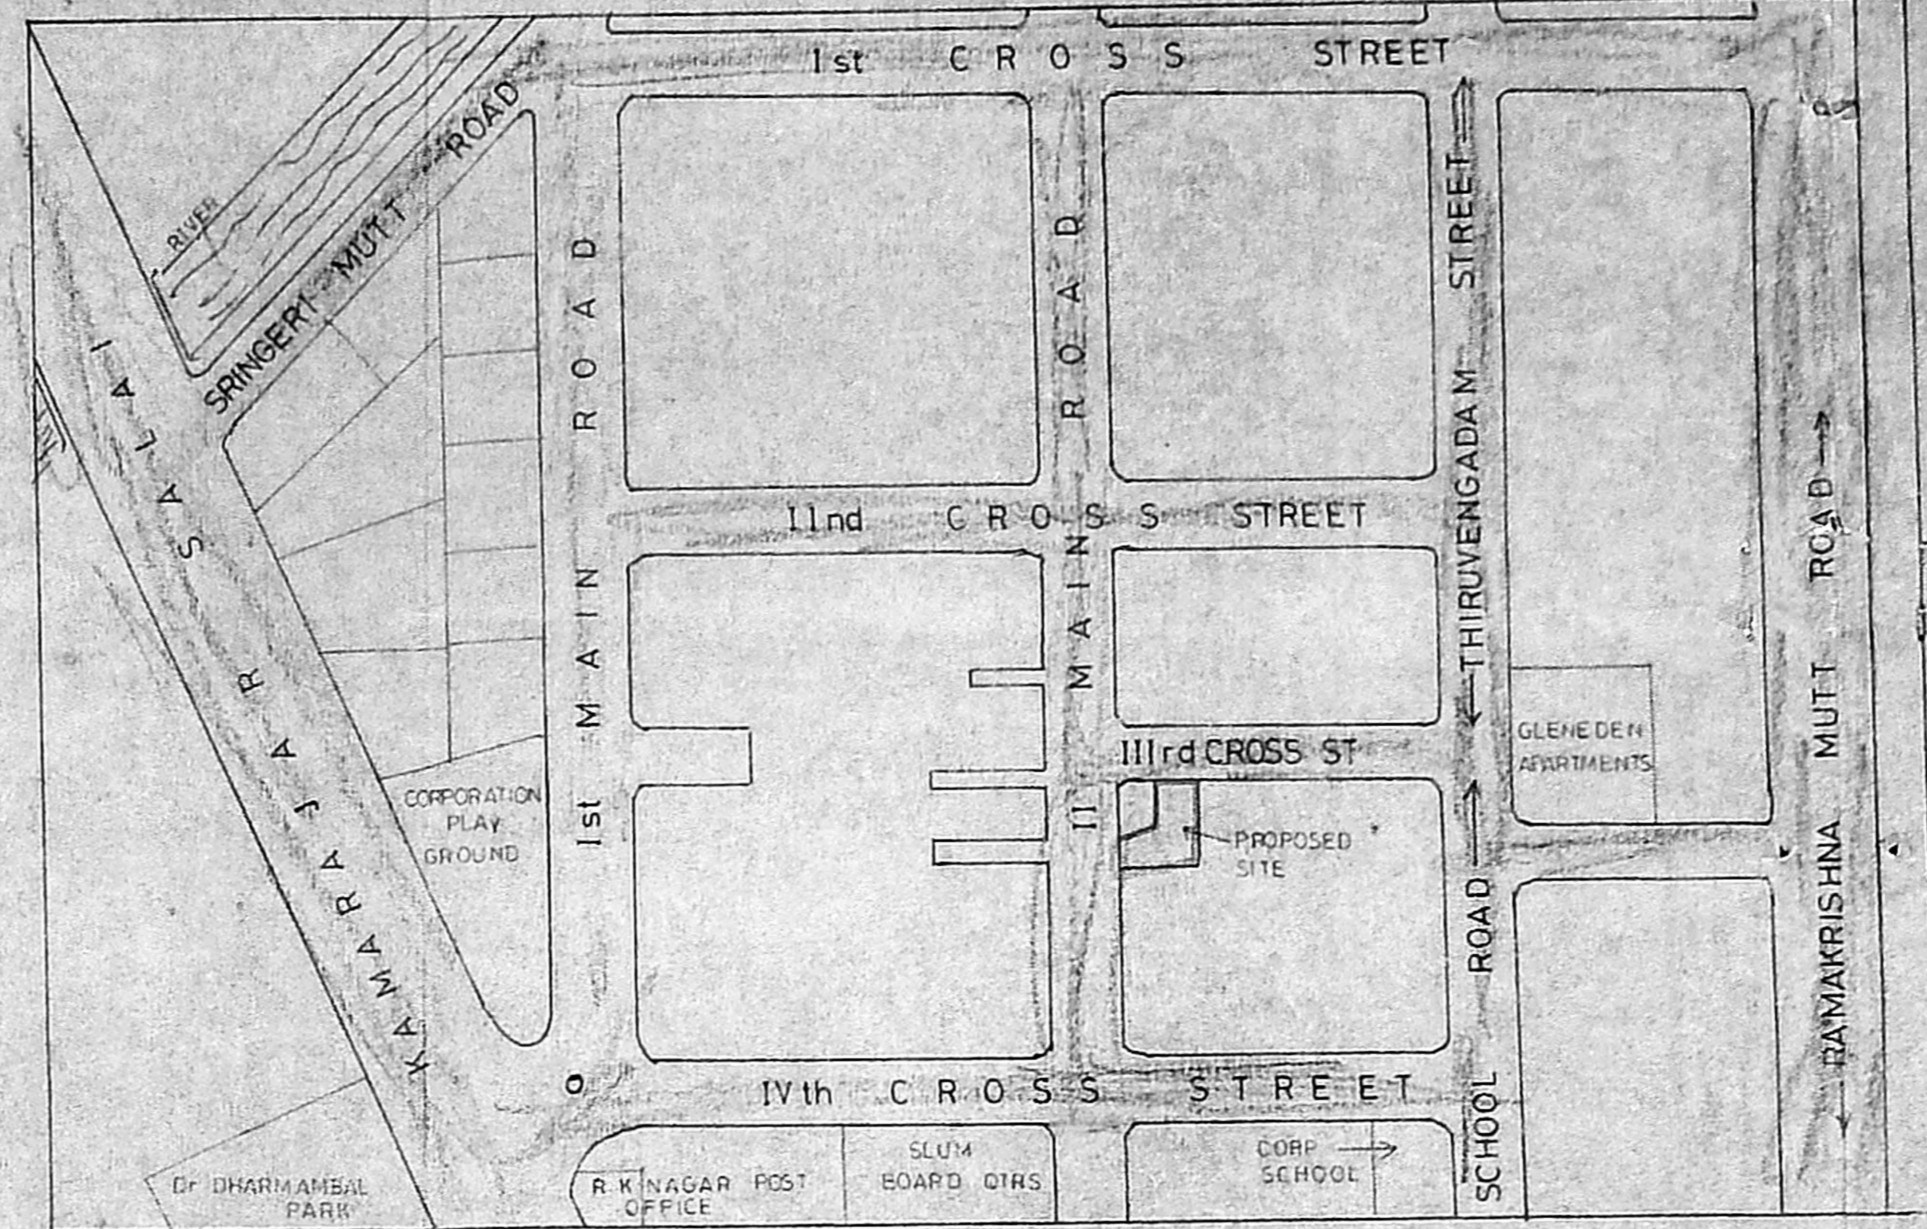 Ist CROSS STREET
RIVER
SRINGERI MUTT ROAD
KAMARAJAR SALAI
Ist MAIN ROAD
II MAIN ROAD
THIRUVENGADAM STREET
RAMAKRISHNA MUTT ROAD
IInd CROSS STREET
IIIrd CROSS ST
GLENEDEN
APARTMENTS
CORPORATION
PLAY
GROUND
PROPOSED
SITE
SCHOOL ROAD
IVth CROSS STREET
Dr DHARMAMBAL
PARK
R K NAGAR POST
OFFICE
SLUM
BOARD QTRS
CORP
SCHOOL